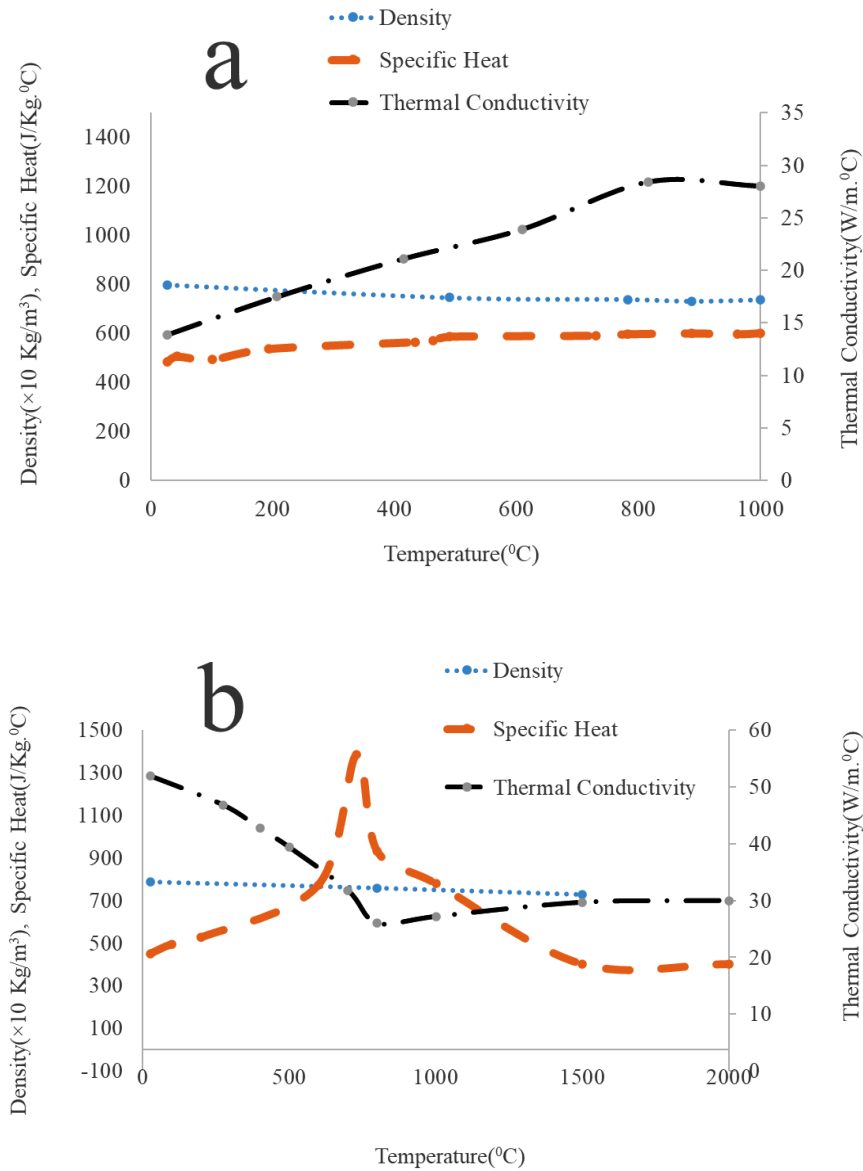 Density
a
Specific Heat
Thermal Conductivity
Density(×10 Kg/m³), Specific Heat(J/Kg.⁰C)
1400
1200
1000
800
600
400
200
0
35
30
25
20
15
10
5
0
Thermal Conductivity(W/m.⁰C)
0 200 400 600 800 1000
Temperature(⁰C)
b
Density
Specific Heat
Thermal Conductivity
Density(×10 Kg/m³), Specific Heat(J/Kg.⁰C)
1500
1300
1100
900
700
500
300
100
-100
60
50
40
30
20
10
0
Thermal Conductivity(W/m.⁰C)
0 500 1000 1500 2000
Temperature(⁰C)